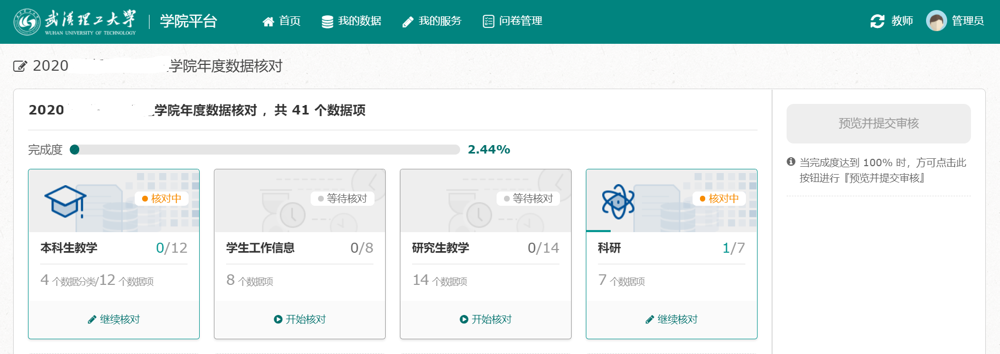 武汉理工大学
WUHAN UNIVERSITY OF TECHNOLOGY
学院平台
首页
我的数据
我的服务
问卷管理
教师
管理员
2020 学院年度数据核对
2020 学院年度数据核对，共 41 个数据项
完成度 2.44%
核对中
本科生教学 0/12
4 个数据分类/12 个数据项
继续核对
等待核对
学生工作信息 0/8
8 个数据项
开始核对
等待核对
研究生教学 0/14
14 个数据项
开始核对
核对中
科研 1/7
7 个数据项
继续核对
预览并提交审核
当完成度达到 100% 时，方可点击此
按钮进行『预览并提交审核』